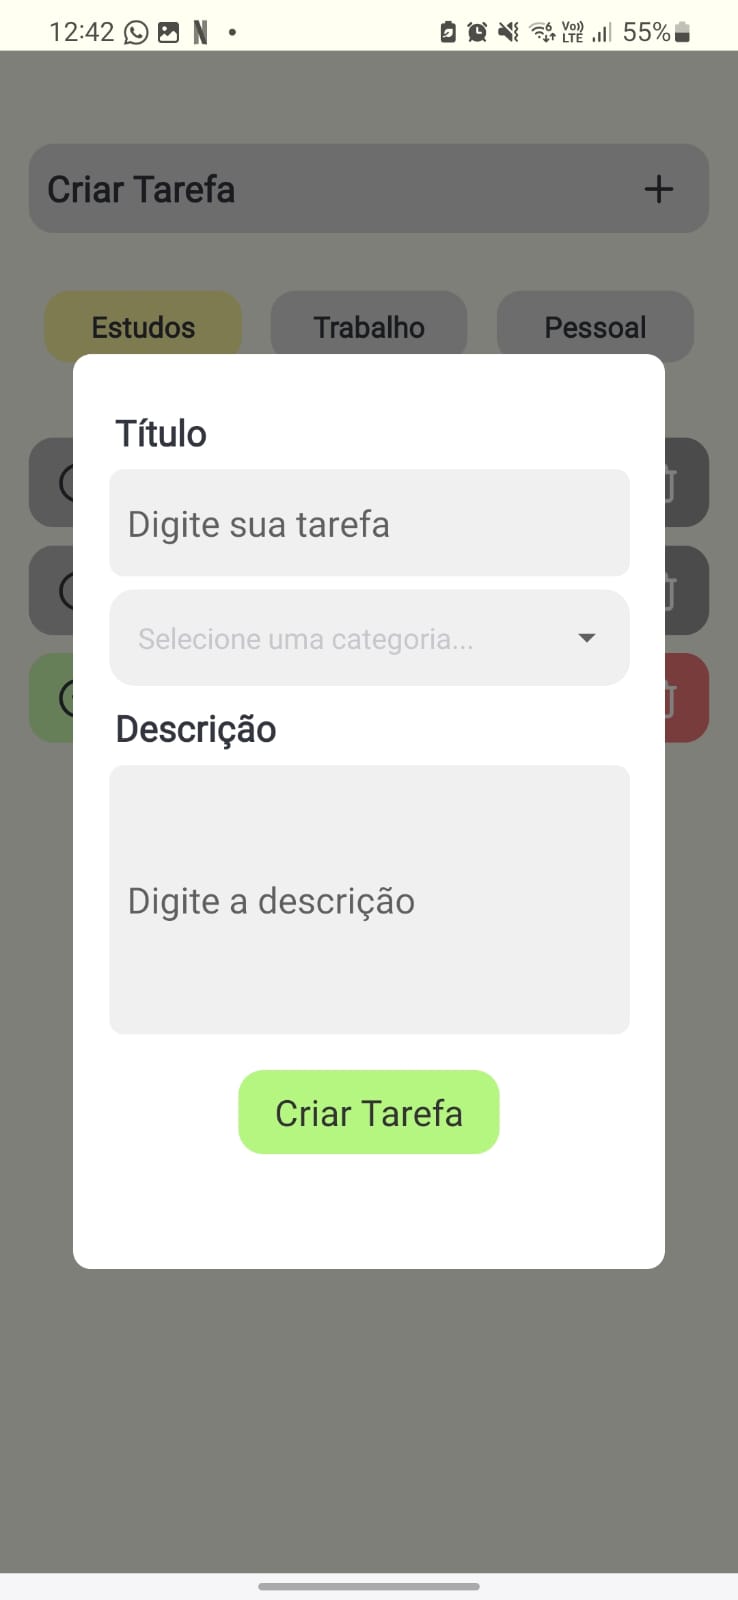 12:42 N 6 Vo)) LTE 55%
Criar Tarefa +
Estudos Trabalho Pessoal
Título
Digite sua tarefa
Selecione uma categoria...
Descrição
Digite a descrição
Criar Tarefa